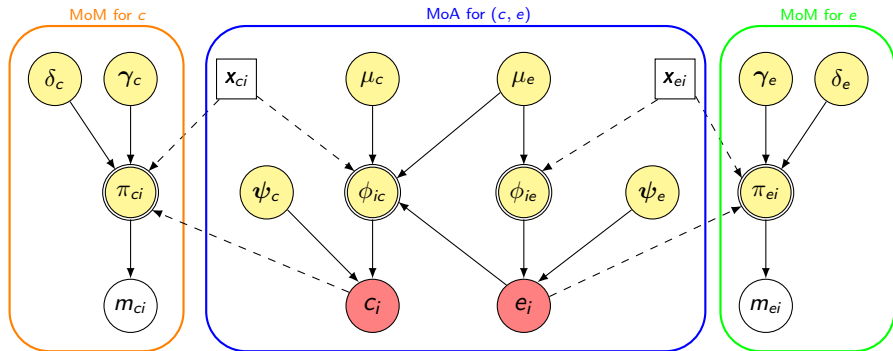 MoM for c MoA for (c, e) MoM for e
δc γc xci μc μe xei γe δe
πci ψc ϕic ϕie ψe πei
mci ci ei mei